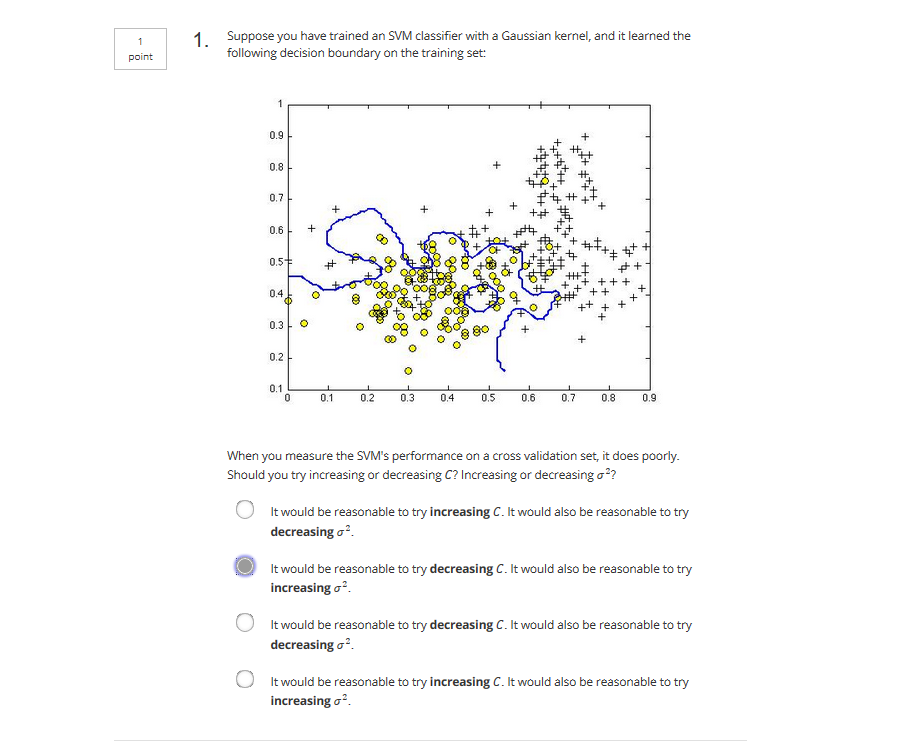 1
point
1.
Suppose you have trained an SVM classifier with a Gaussian kernel, and it learned the
following decision boundary on the training set:
1
0.9
0.8
0.7
0.6
0.5
0.4
0.3
0.2
0.1
0 0.1 0.2 0.3 0.4 0.5 0.6 0.7 0.8 0.9
When you measure the SVM's performance on a cross validation set, it does poorly.
Should you try increasing or decreasing C? Increasing or decreasing σ²?
It would be reasonable to try increasing C. It would also be reasonable to try
decreasing σ².
It would be reasonable to try decreasing C. It would also be reasonable to try
increasing σ².
It would be reasonable to try decreasing C. It would also be reasonable to try
decreasing σ².
It would be reasonable to try increasing C. It would also be reasonable to try
increasing σ².